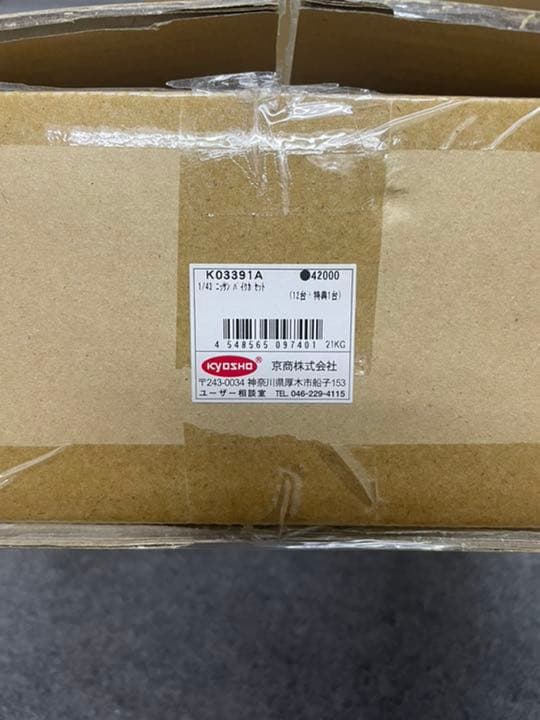 K03391A ●42000
1/43 ニッサン パイクカ セット
(12台・特典1台)
4 548565 097401 21KG
KYOSHO® 京商株式会社
〒243-0034 神奈川県厚木市船子153
ユーザー相談室 TEL. 046-229-4115